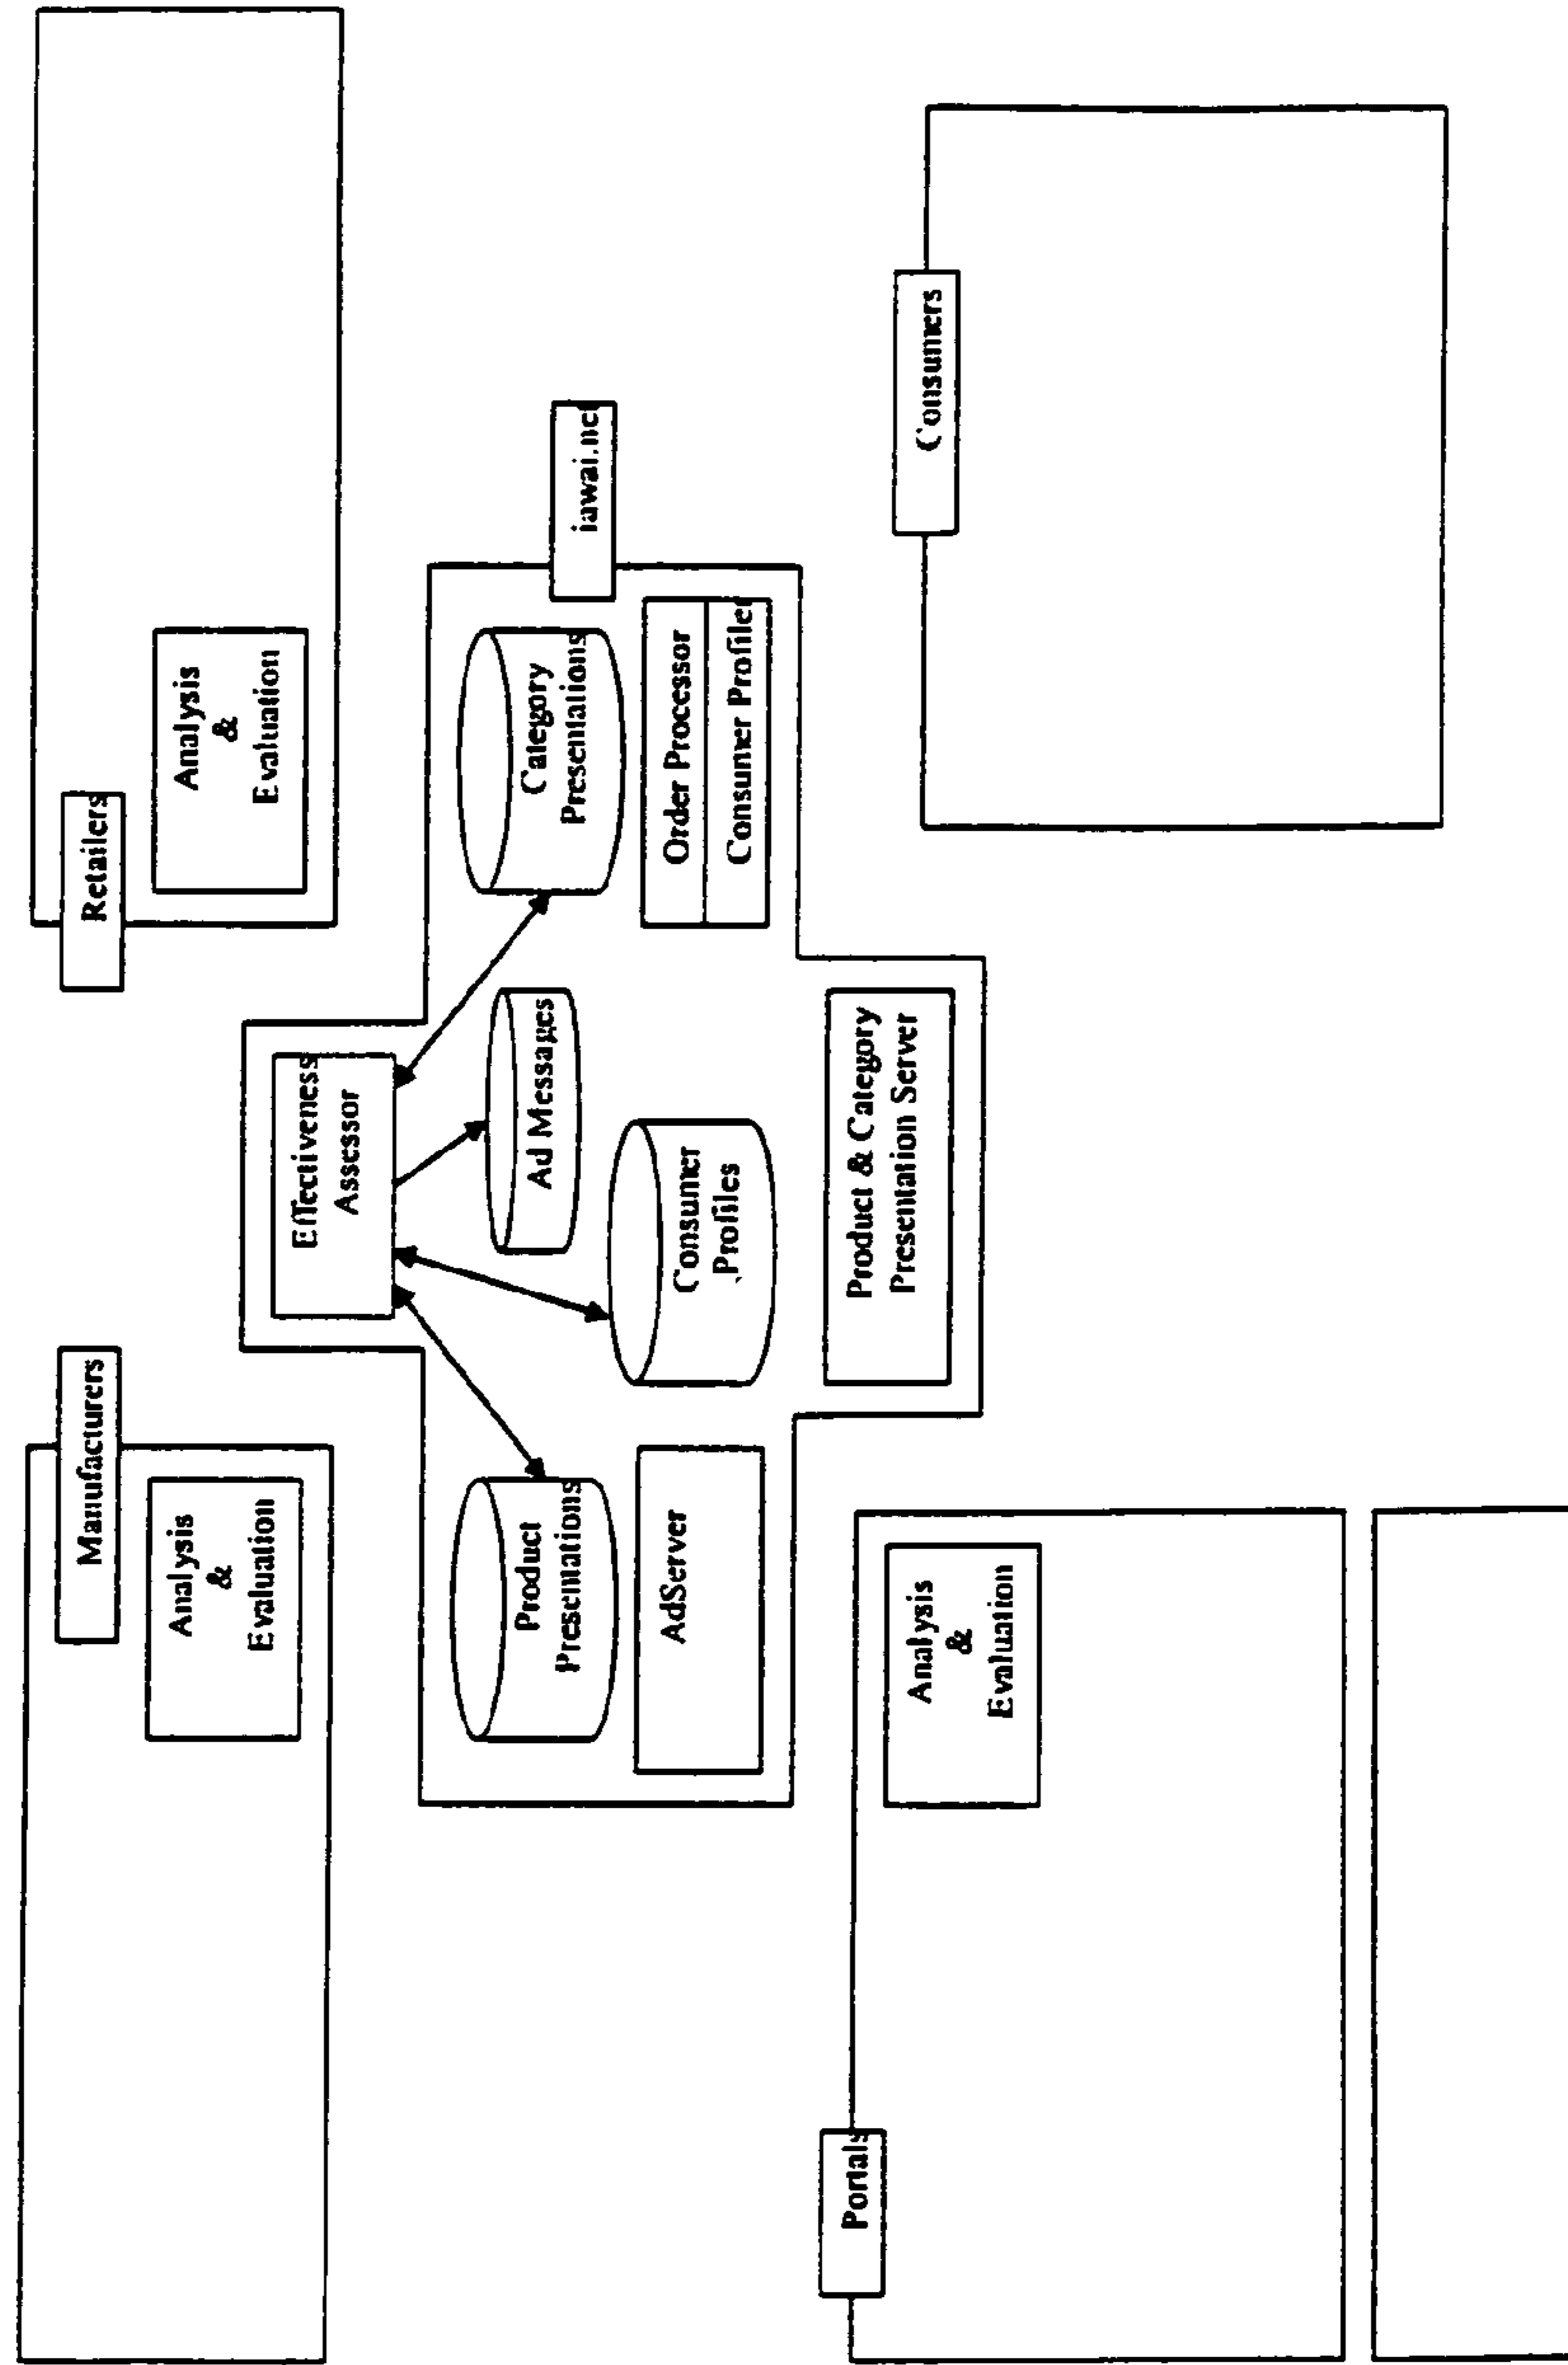 Manufacturers
Retailers
Analysis
&
Evaluation
Analysis
&
Evaluation
Effectiveness
Assessor
Product
Presentations
Ad Messages
Category
Presentations
Consumer
Profiles
AdServer
Order Processor
Consumer Profiler
Product & Category
Presentation Server
Portals
Analysis
&
Evaluation
Consumers